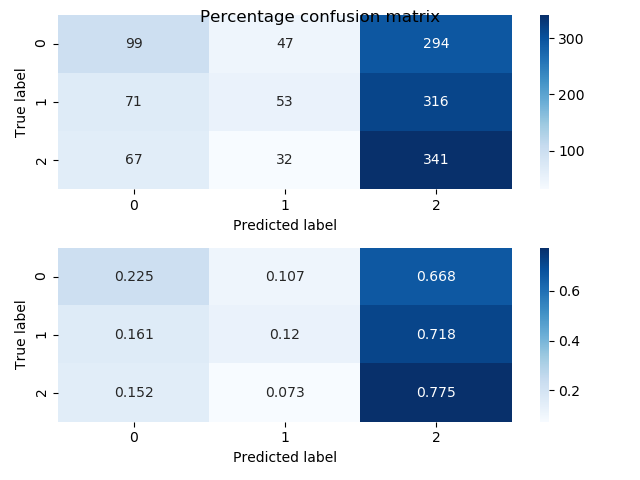 Percentage confusion matrix
True label
0 99 47 294
1 71 53 316
2 67 32 341
0 1 2
Predicted label
300
200
100
True label
0 0.225 0.107 0.668
1 0.161 0.12 0.718
2 0.152 0.073 0.775
0 1 2
Predicted label
0.6
0.4
0.2